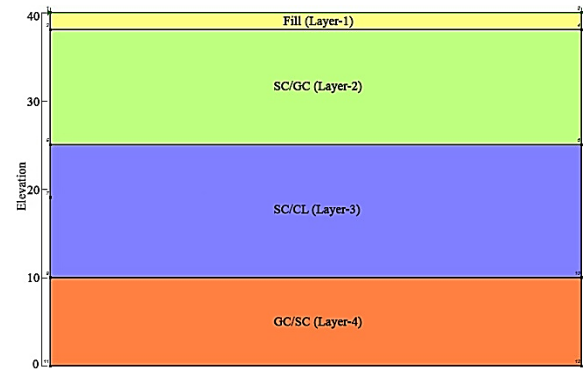 40
Fill (Layer-1)
SC/GC (Layer-2)
30
Elevation
20
SC/CL (Layer-3)
10
GC/SC (Layer-4)
0
11